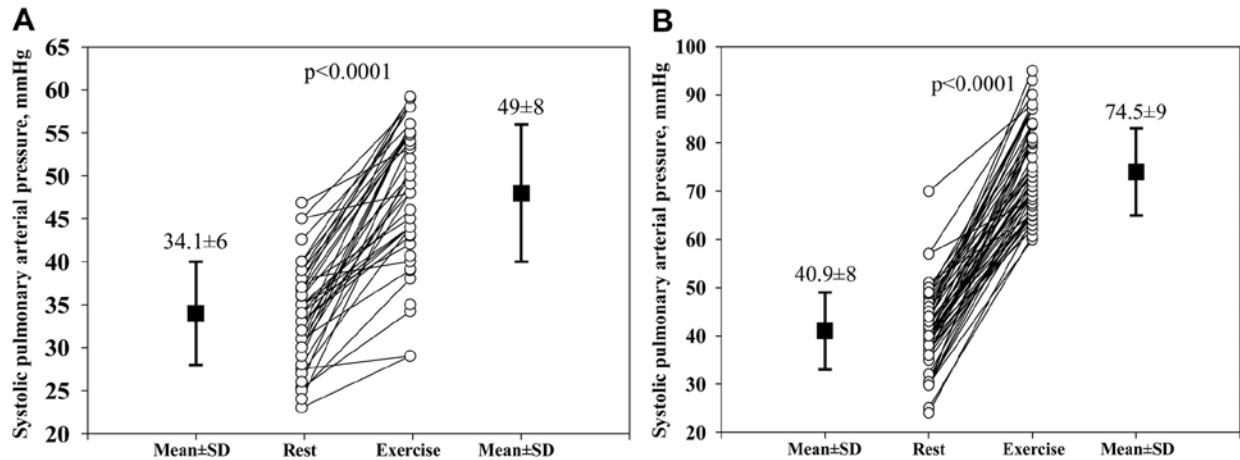 A
Systolic pulmonary arterial pressure, mmHg
65
60
55
50
45
40
35
30
25
20
p<0.0001
34.1±6
49±8
Mean±SD Rest Exercise Mean±SD
B
Systolic pulmonary arterial pressure, mmHg
100
90
80
70
60
50
40
30
20
p<0.0001
40.9±8
74.5±9
Mean±SD Rest Exercise Mean±SD